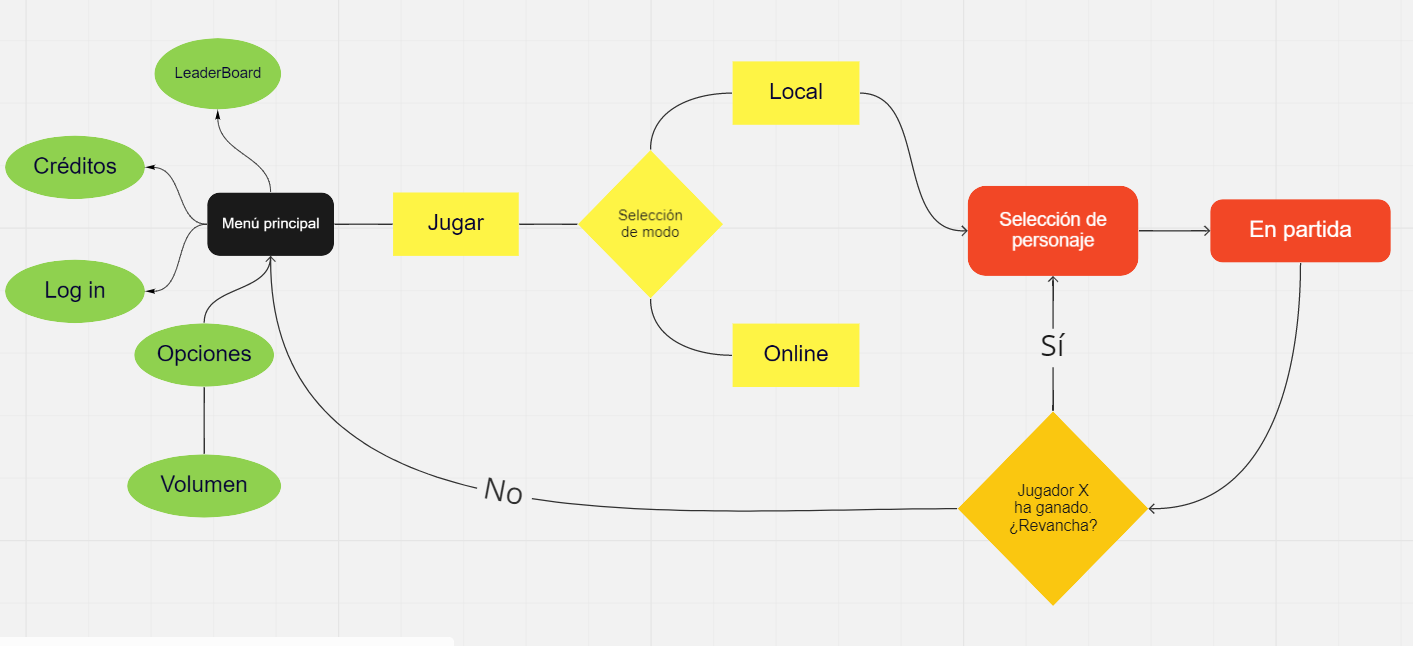 LeaderBoard
Créditos
Menú principal
Log in
Opciones
Volumen
Jugar
Selección
de modo
Local
Online
Selección de
personaje
En partida
Sí
Jugador X
ha ganado.
¿Revancha?
No